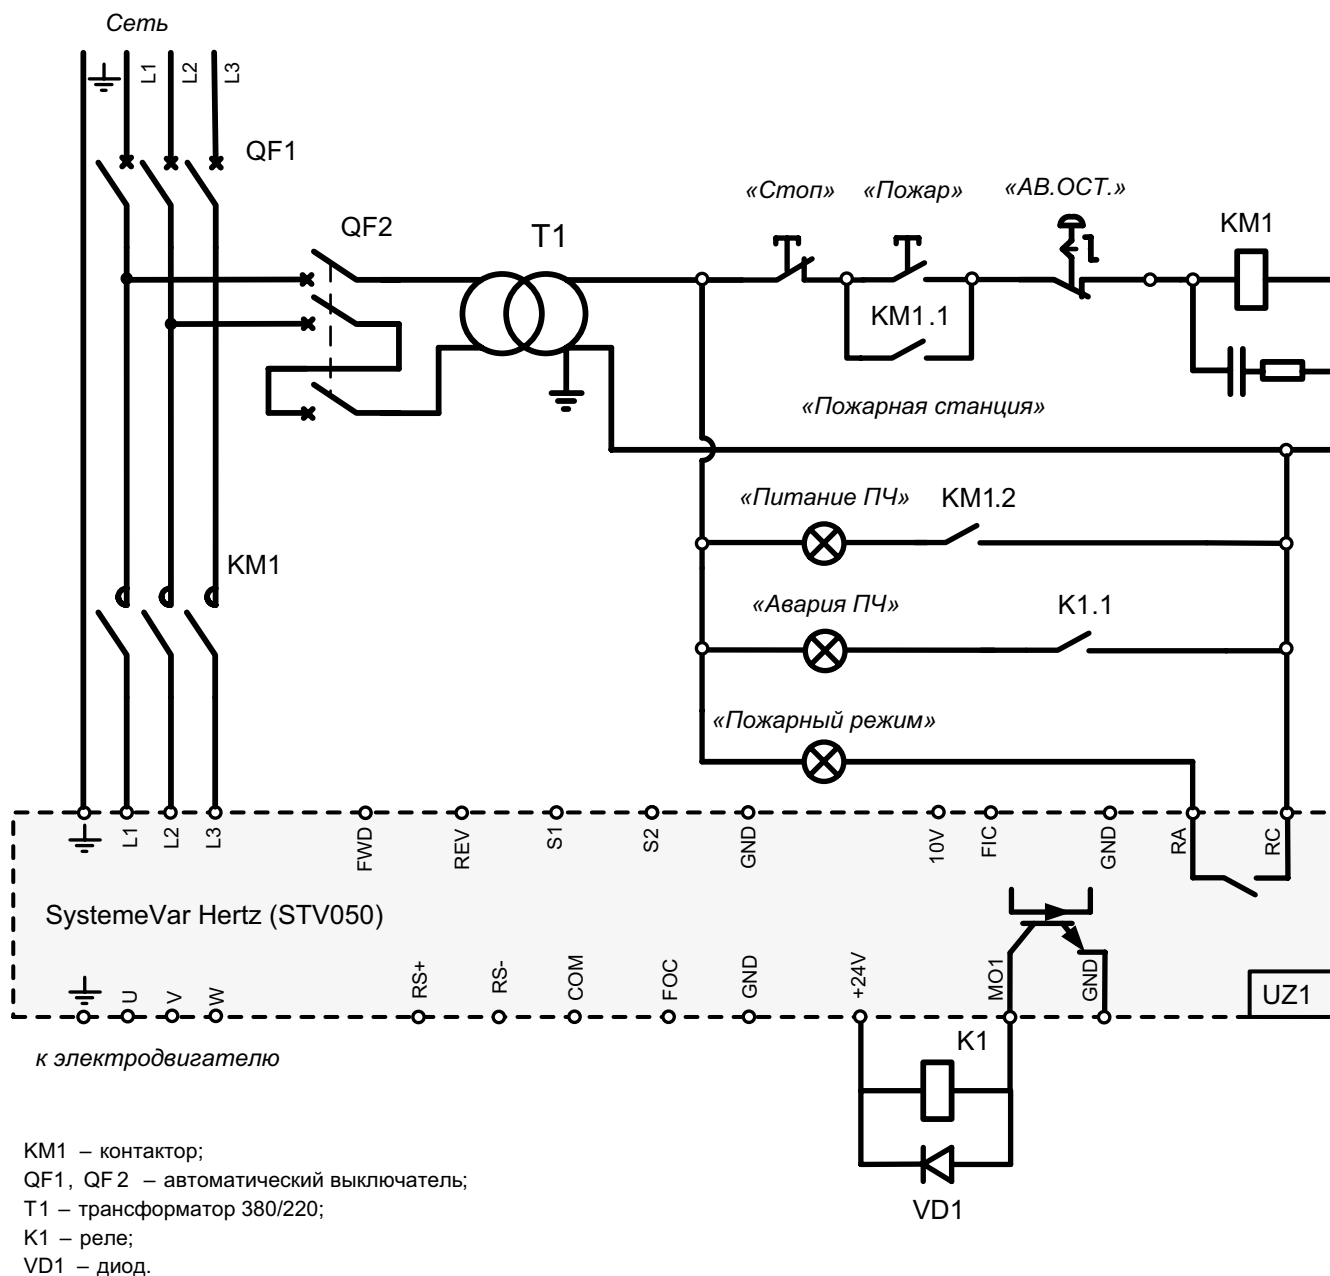 Сеть
L1 L2 L3
QF1
QF2
T1
«Стоп» «Пожар» «АВ.ОСТ.»
KM1
KM1.1
«Пожарная станция»
«Питание ПЧ» KM1.2
KM1
«Авария ПЧ» K1.1
«Пожарный режим»
L1 L2 L3 FWD REV S1 S2 GND 10V FIC GND RA RC
SystemeVar Hertz (STV050)
U V W RS+ RS- COM FOC GND +24V MO1 GND
UZ1
к электродвигателю
K1
VD1
KM1 – контактор;
QF1, QF2 – автоматический выключатель;
T1 – трансформатор 380/220;
K1 – реле;
VD1 – диод.